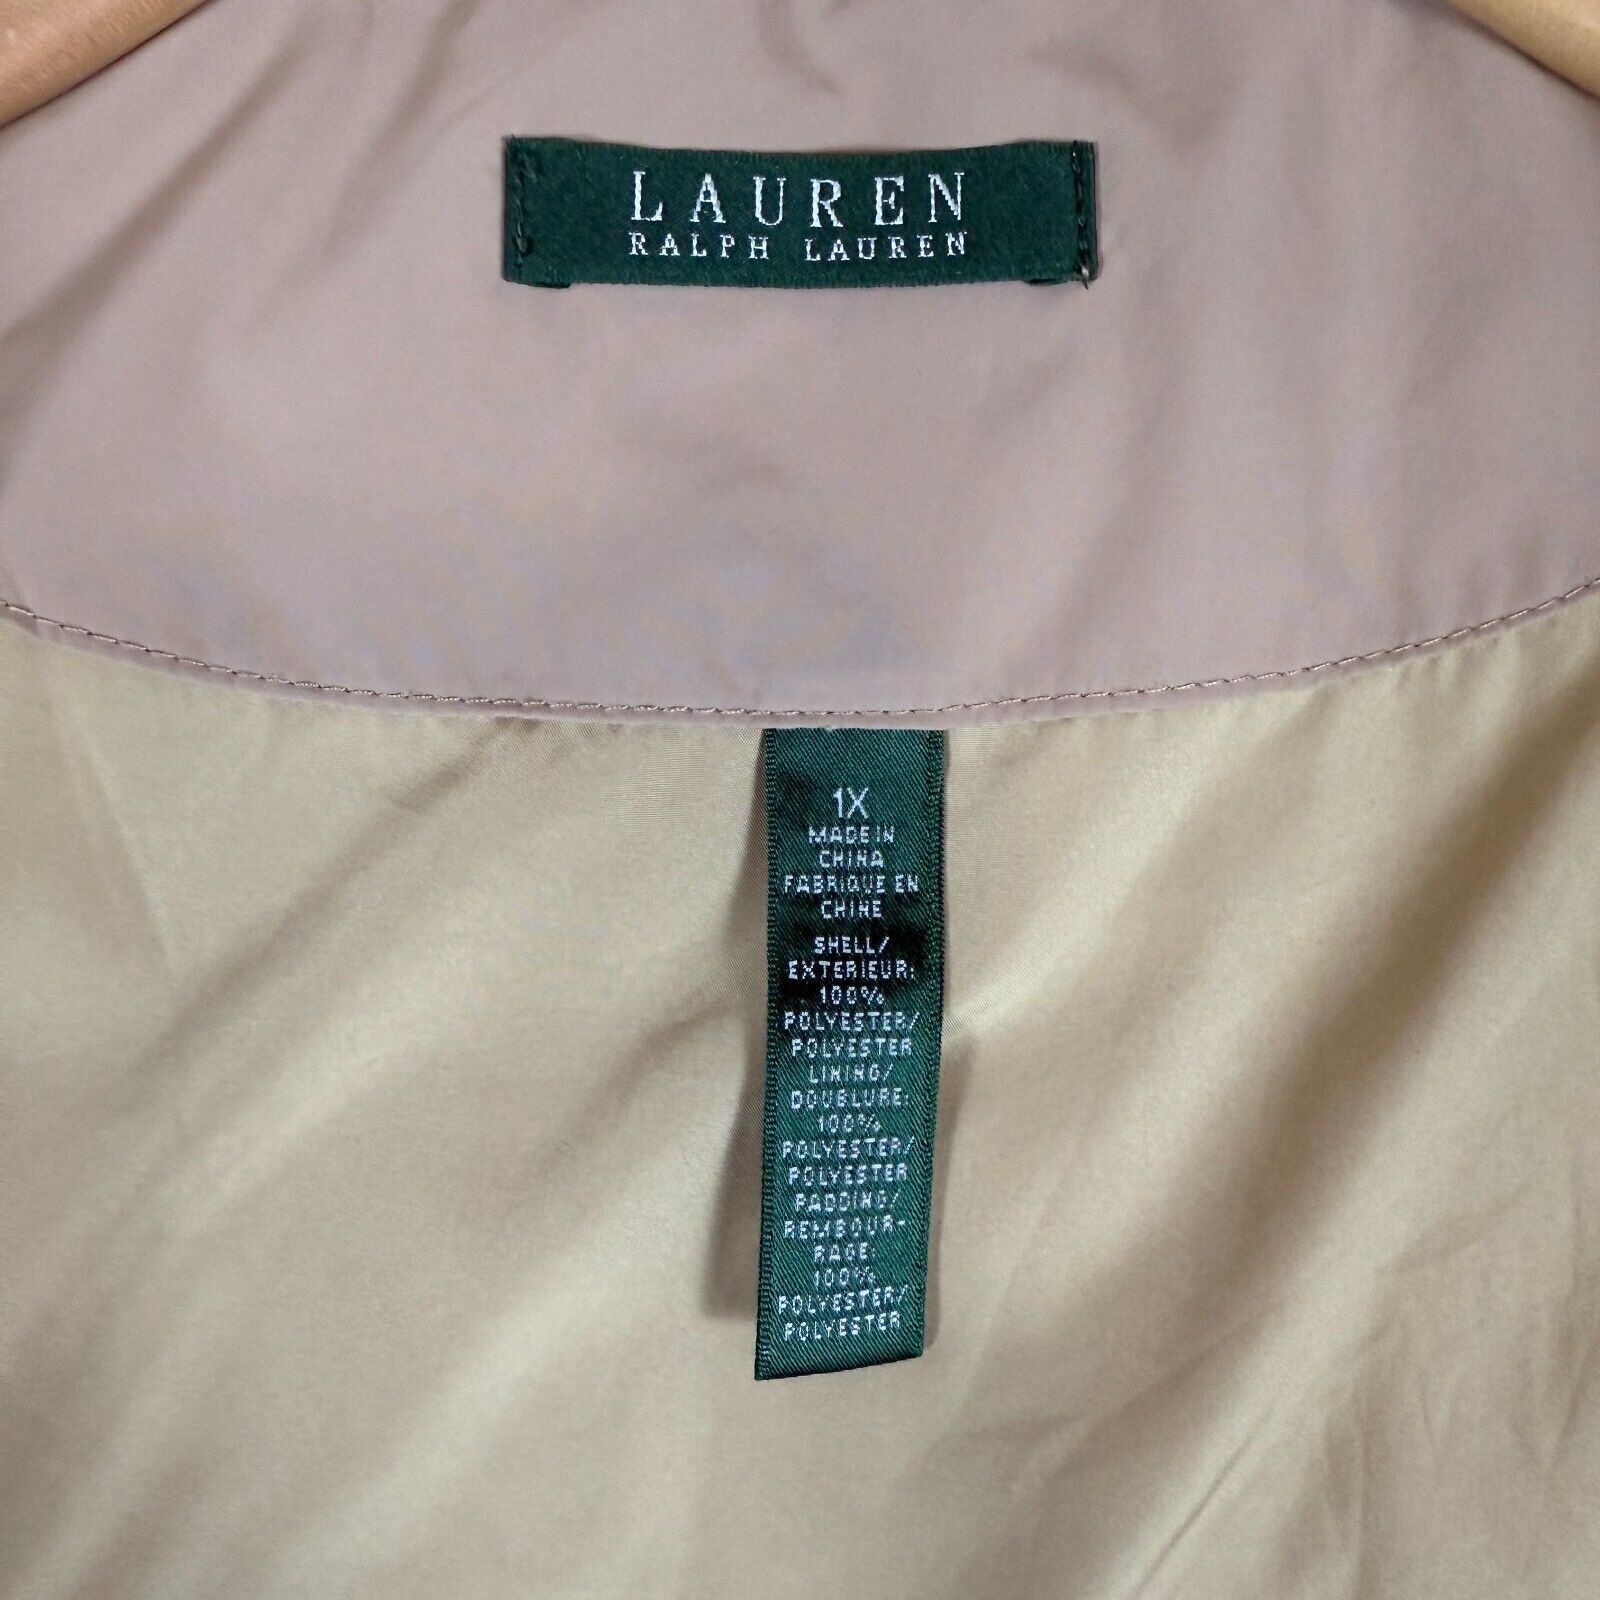 LAUREN
RALPH LAUREN
1X
MADE IN
CHINA
FABRIQUE EN
CHINE
SHELL/
EXTERIEUR:
100%
POLYESTER/
POLYESTER
LINING/
DOUBLURE:
100%
POLYESTER/
POLYESTER
PADDING/
REMBOUR-
RAGE:
100%
POLYESTER/
POLYESTER